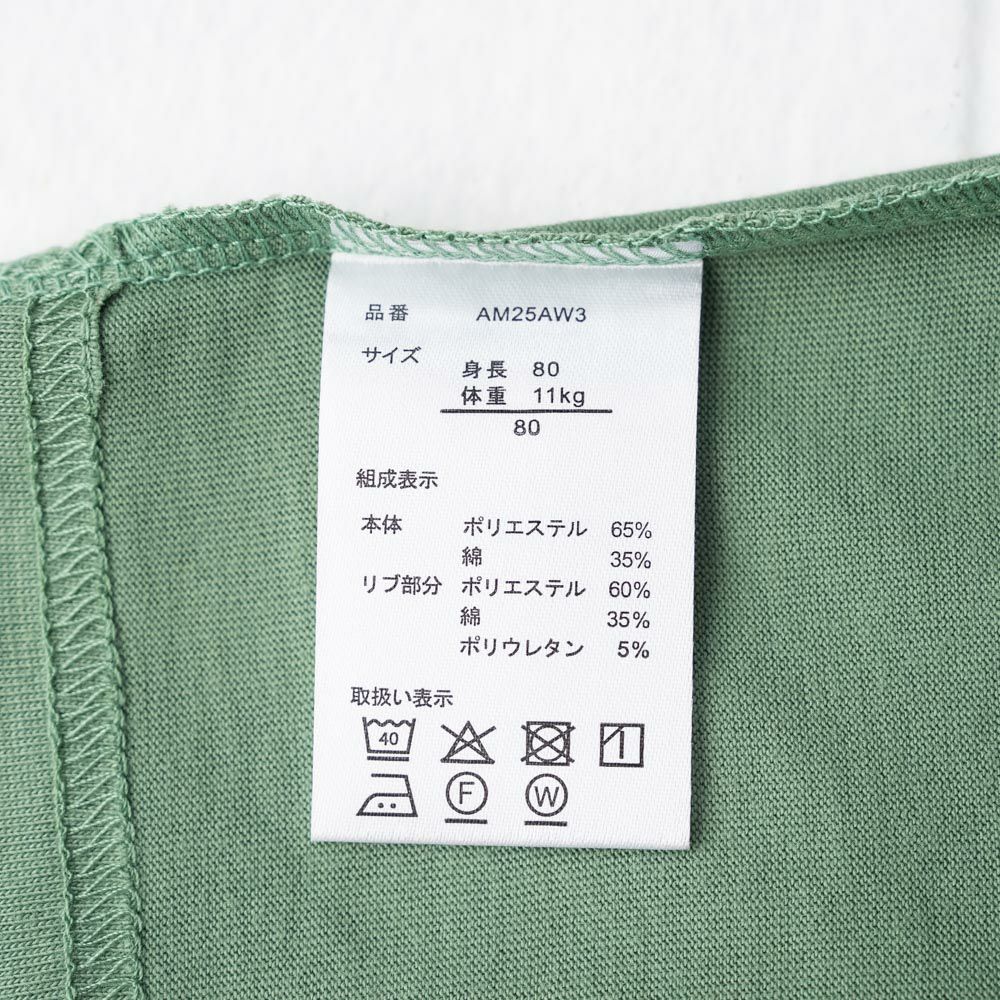 品番 AM25AW3
サイズ
身長 80
体重 11kg
80
組成表示
本体 ポリエステル 65%
綿 35%
リブ部分 ポリエステル 60%
綿 35%
ポリウレタン 5%
取扱い表示
40
F W